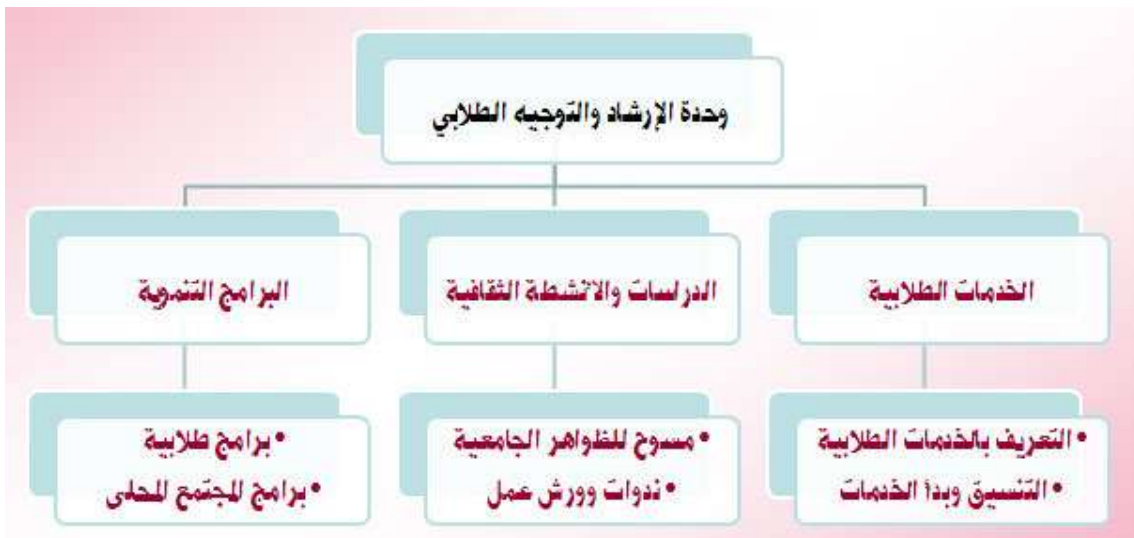 وحدة الإرشاد والتوجيه الطلابي
الخدمات الطلابية
الدراسات والانشطة الثقافية
البرامج التنموية
• التعريف بالخدمات الطلابية
• التنسيق وبدأ الخدمات
• مسوح للظواهر الجامعية
• ندوات وورش عمل
• برامج طلابية
• برامج للمجتمع المحلى